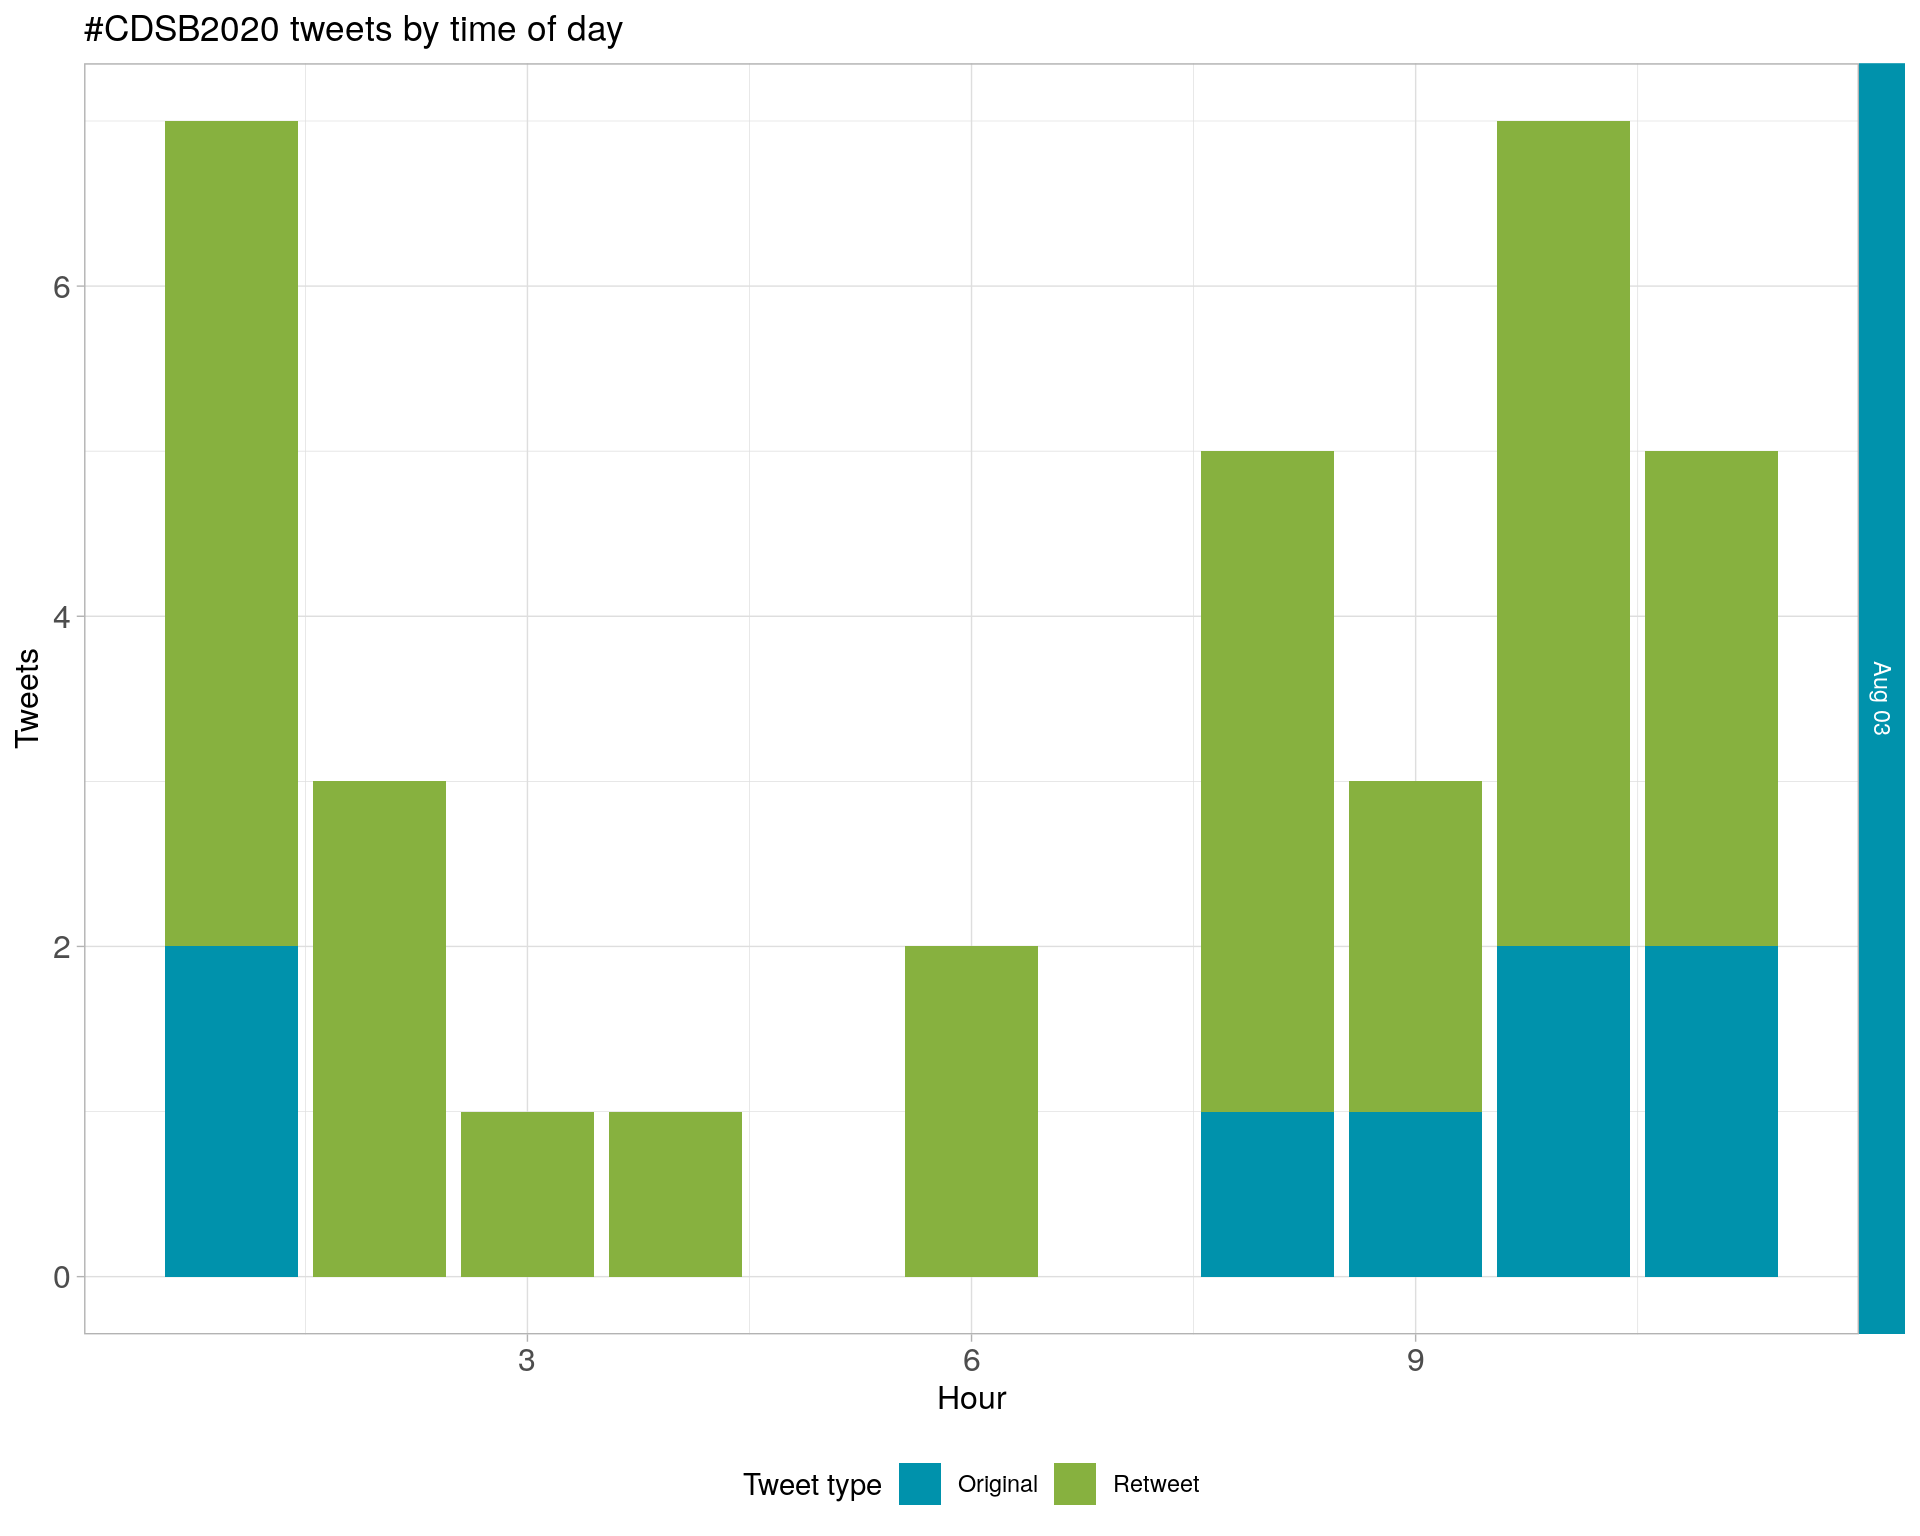 #CDSB2020 tweets by time of day
Tweets
6
4
2
0
Aug 03
3 6 9
Hour
Tweet type Original Retweet